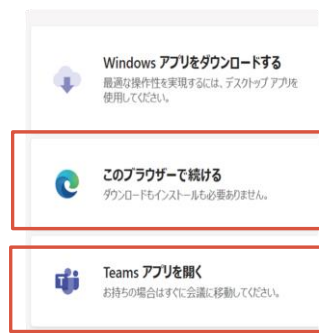 Windows アプリをダウンロードする
最適な操作性を実現するには、デスクトップ アプリを
使用してください。
このブラウザーで続ける
ダウンロードもインストールも必要ありません。
Teams アプリを開く
お持ちの場合はすぐに会議に移動してください。